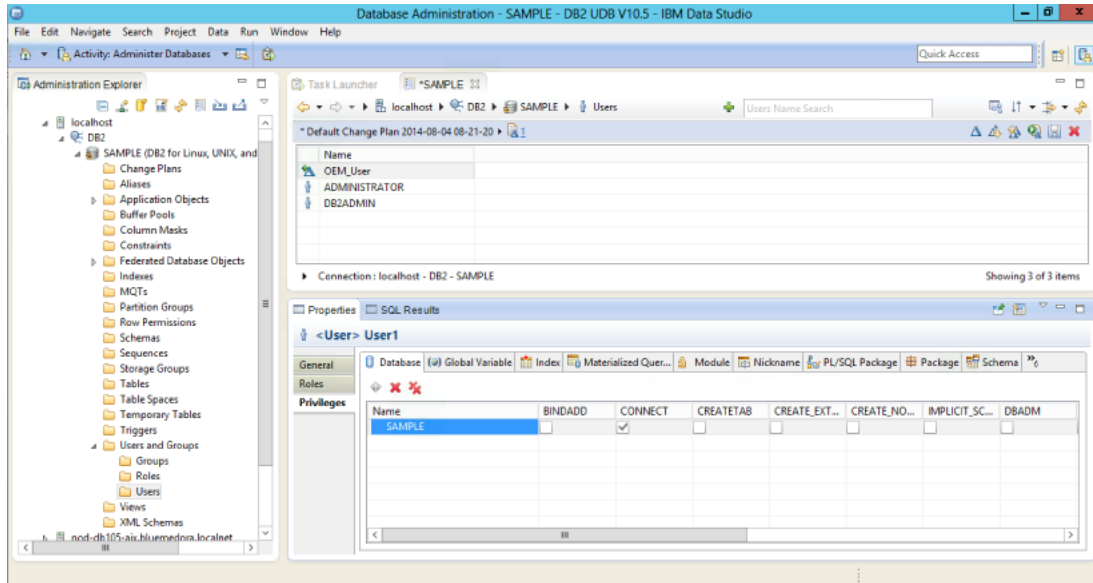 Database Administration - SAMPLE - DB2 UDB V10.5 - IBM Data Studio
File Edit Navigate Search Project Data Run Window Help
Activity: Administer Databases
Quick Access
Administration Explorer
localhost
DB2
SAMPLE (DB2 for Linux, UNIX, and
Change Plans
Aliases
Application Objects
Buffer Pools
Column Masks
Constraints
Federated Database Objects
Indexes
MQTs
Partition Groups
Row Permissions
Schemas
Sequences
Storage Groups
Tables
Table Spaces
Temporary Tables
Triggers
Users and Groups
Groups
Roles
Users
Views
XML Schemas
nod-dh105-aix.bluemedora.localnet
Task Launcher
*SAMPLE
localhost DB2 SAMPLE Users
Users Name Search
* Default Change Plan 2014-08-04 08-21-20 1
Name
OEM_User
ADMINISTRATOR
DB2ADMIN
Connection : localhost - DB2 - SAMPLE
Showing 3 of 3 items
Properties
SQL Results
<User> User1
General
Roles
Privileges
Database Global Variable Index Materialized Quer... Module Nickname PL/SQL Package Package Schema »6
Name BINDADD CONNECT CREATETAB CREATE_EXT... CREATE_NO... IMPLICIT_SC... DBADM
SAMPLE